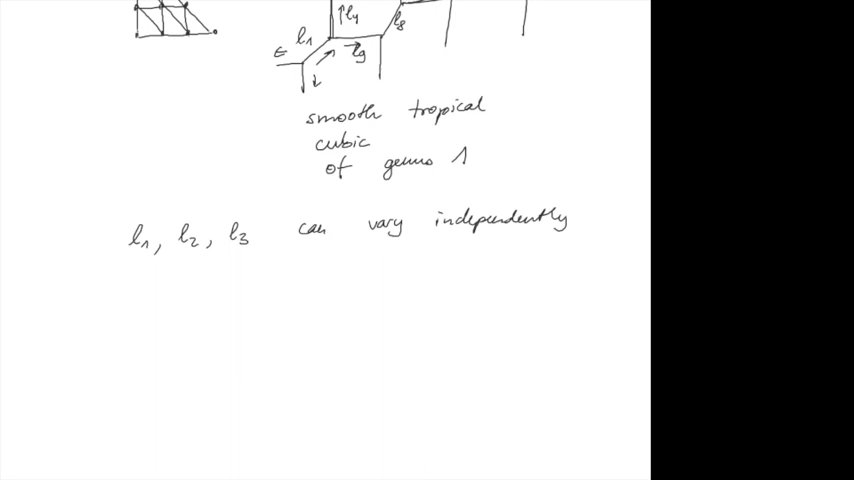 l4
l8
l1
l9
smooth tropical
cubic
of genus 1
l1, l2, l3 can vary independently